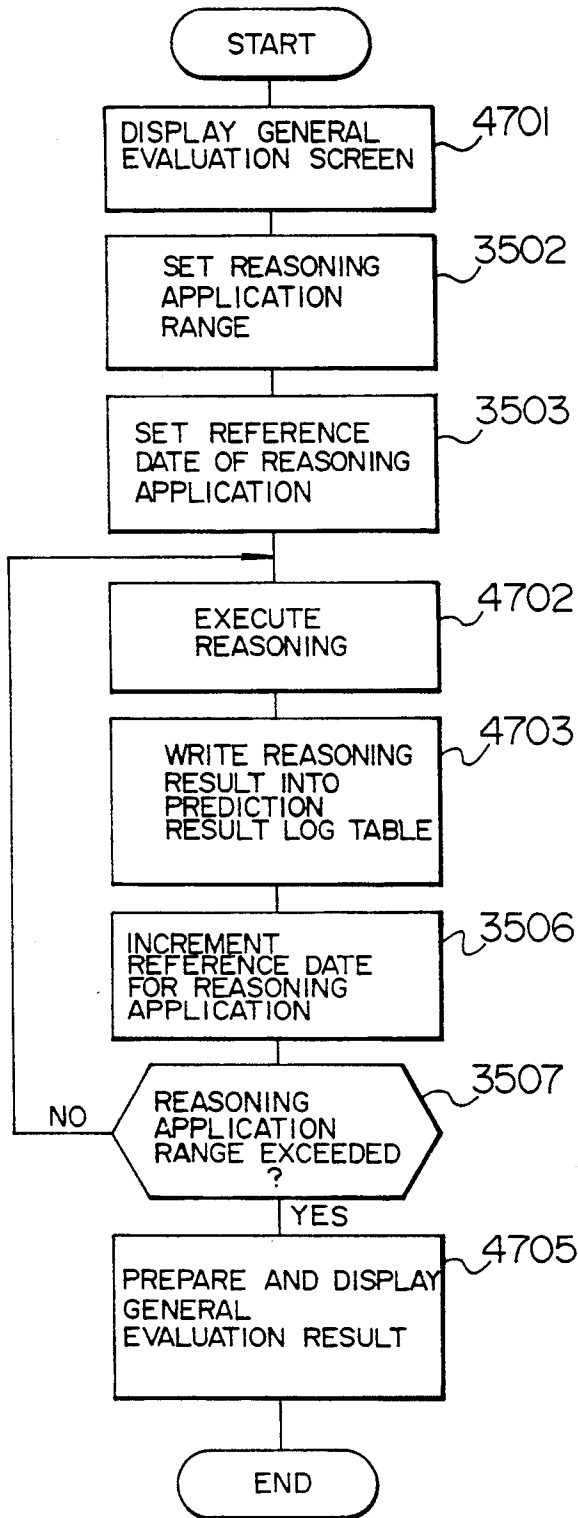 START
DISPLAY GENERAL
EVALUATION SCREEN
4701
SET REASONING
APPLICATION
RANGE
3502
SET REFERENCE
DATE OF REASONING
APPLICATION
3503
EXECUTE
REASONING
4702
WRITE REASONING
RESULT INTO
PREDICTION
RESULT LOG TABLE
4703
INCREMENT
REFERENCE DATE
FOR REASONING
APPLICATION
3506
REASONING
APPLICATION
RANGE EXCEEDED
?
3507
NO
YES
PREPARE AND DISPLAY
GENERAL
EVALUATION RESULT
4705
END